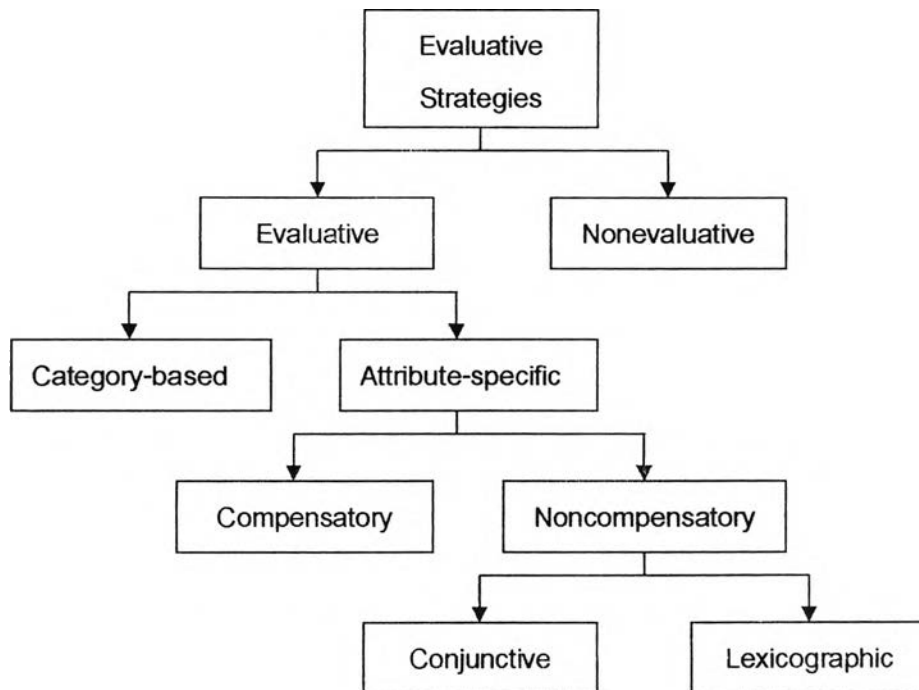 Evaluative
Strategies
Evaluative
Nonevaluative
Category-based
Attribute-specific
Compensatory
Noncompensatory
Conjunctive
Lexicographic